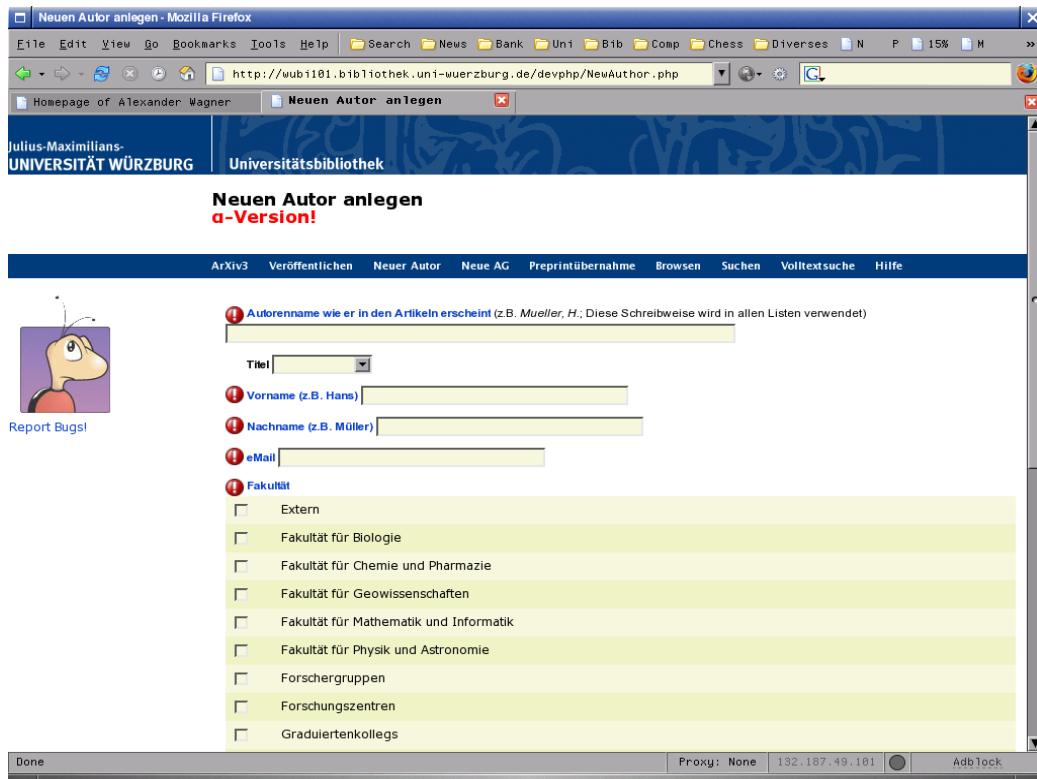 Neuen Autor anlegen - Mozilla Firefox
File Edit View Go Bookmarks Tools Help Search News Bank Uni Bib Comp Chess Diverses N P 15% M »
http://wubi101.bibliothek.uni-wuerzburg.de/devphp/NewAuthor.php G
Homepage of Alexander Wagner Neuen Autor anlegen
Julius-Maximilians-
UNIVERSITÄT WÜRZBURG Universitätsbibliothek
Neuen Autor anlegen
α-Version!
ArXiv3 Veröffentlichen Neuer Autor Neue AG Preprintübernahme Browsen Suchen Volltextsuche Hilfe
Autorenname wie er in den Artikeln erscheint (z.B. Mueller, H.; Diese Schreibweise wird in allen Listen verwendet)
Titel
Vorname (z.B. Hans)
Report Bugs!
Nachname (z.B. Müller)
eMail
Fakultät
Extern
Fakultät für Biologie
Fakultät für Chemie und Pharmazie
Fakultät für Geowissenschaften
Fakultät für Mathematik und Informatik
Fakultät für Physik und Astronomie
Forschergruppen
Forschungszentren
Graduiertenkollegs
Done Proxy: None 132.187.49.101 Adblock